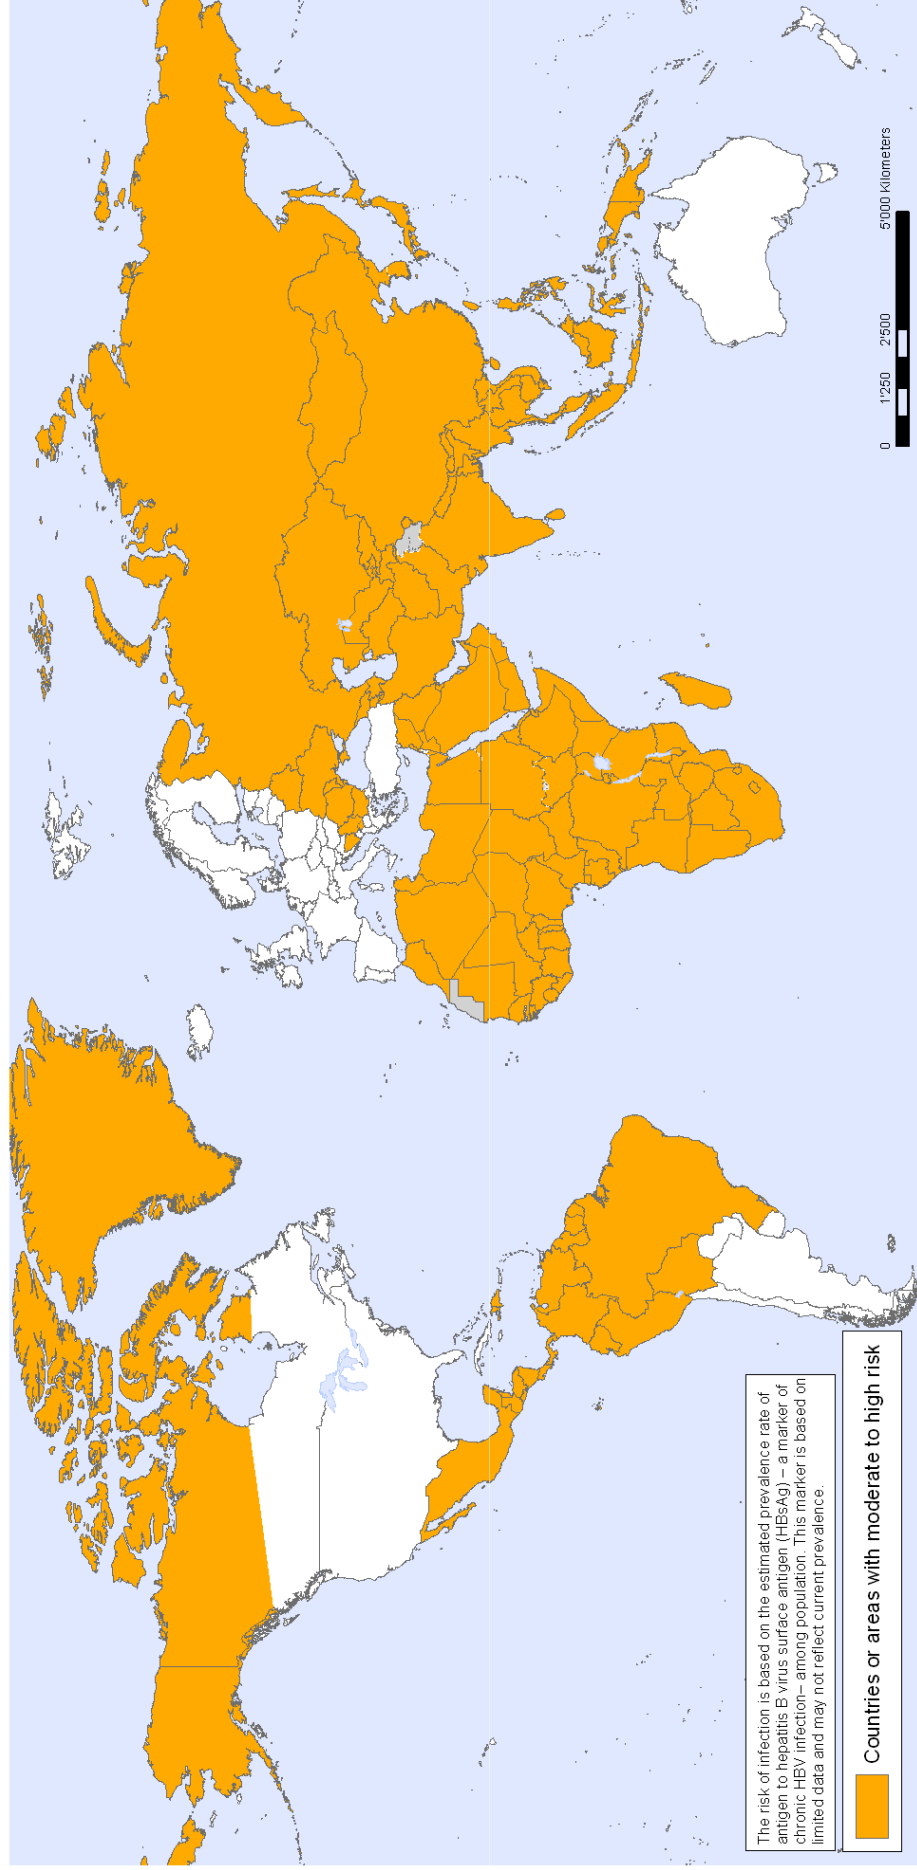 The risk of infection is based on the estimated prevalence rate of
antigen to hepatitis B virus surface antigen (HBsAg) – a marker of
chronic HBV infection– among population. This marker is based on
limited data and may not reflect current prevalence.
Countries or areas with moderate to high risk
0 1'250 2'500 5'000 Kilometers